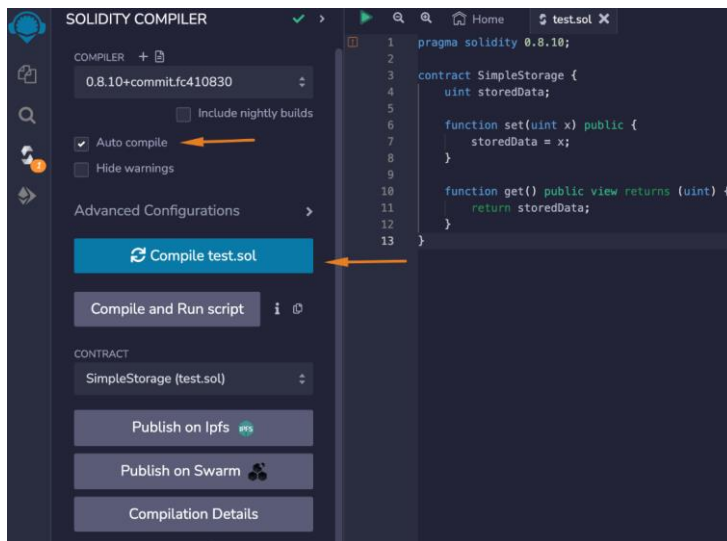 SOLIDITY COMPILER
COMPILER
0.8.10+commit.fc410830
Include nightly builds
Auto compile
Hide warnings
Advanced Configurations
Compile test.sol
Compile and Run script
CONTRACT
SimpleStorage (test.sol)
Publish on Ipfs
IPFS
Publish on Swarm
Compilation Details
1
Home
test.sol
1 pragma solidity 0.8.10;
2
3 contract SimpleStorage {
4 uint storedData;
5
6 function set(uint x) public {
7 storedData = x;
8 }
9
10 function get() public view returns (uint) {
11 return storedData;
12 }
13 }